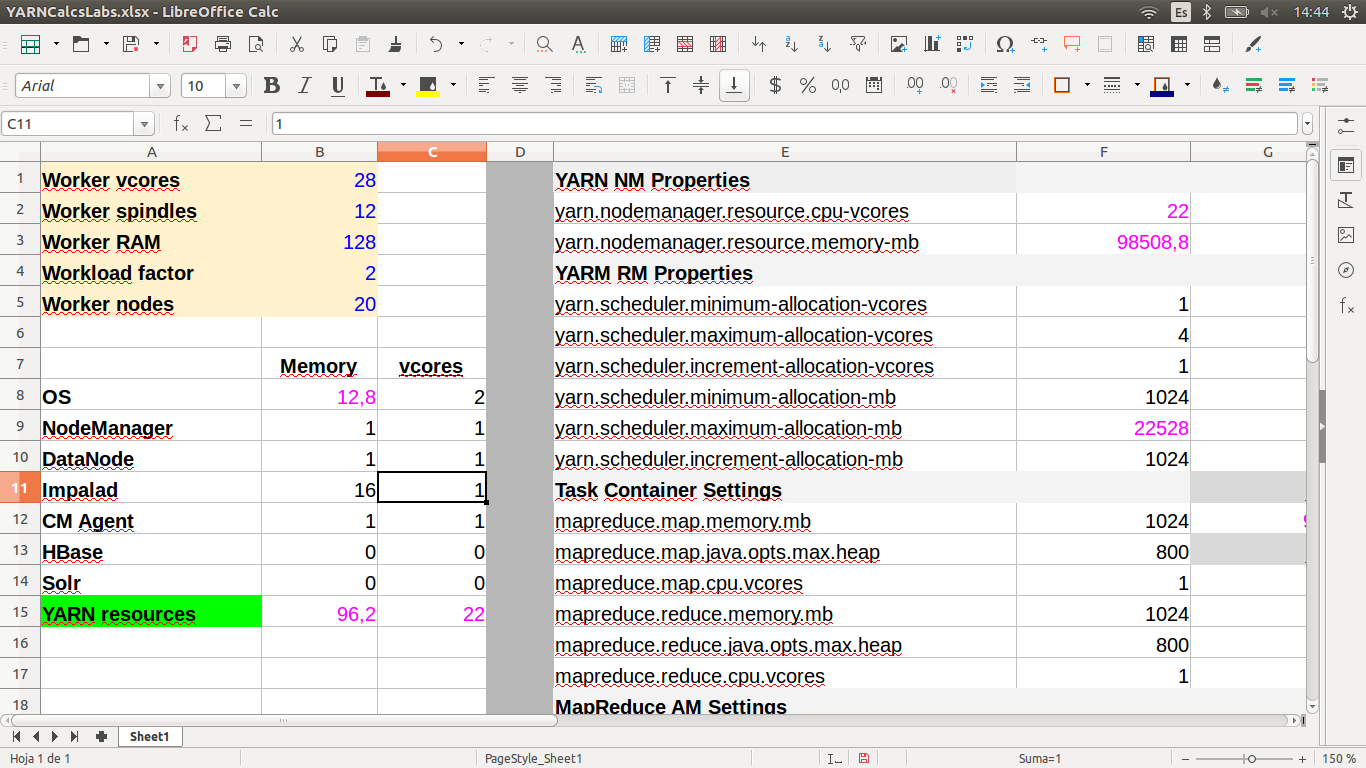 YARNCalcsLabs.xlsx - LibreOffice Calc
Es
14:44
Arial
10
C11
1
A B C D E F G
1 Worker vcores 28 YARN NM Properties
2 Worker spindles 12 yarn.nodemanager.resource.cpu-vcores 22
3 Worker RAM 128 yarn.nodemanager.resource.memory-mb 98508,8
4 Workload factor 2 YARM RM Properties
5 Worker nodes 20 yarn.scheduler.minimum-allocation-vcores 1
6 yarn.scheduler.maximum-allocation-vcores 4
7 Memory vcores yarn.scheduler.increment-allocation-vcores 1
8 OS 12,8 2 yarn.scheduler.minimum-allocation-mb 1024
9 NodeManager 1 1 yarn.scheduler.maximum-allocation-mb 22528
10 DataNode 1 1 yarn.scheduler.increment-allocation-mb 1024
11 Impalad 16 1 Task Container Settings
12 CM Agent 1 1 mapreduce.map.memory.mb 1024
13 HBase 0 0 mapreduce.map.java.opts.max.heap 800
14 Solr 0 0 mapreduce.map.cpu.vcores 1
15 YARN resources 96,2 22 mapreduce.reduce.memory.mb 1024
16 mapreduce.reduce.java.opts.max.heap 800
17 mapreduce.reduce.cpu.vcores 1
18 MapReduce AM Settings
Sheet1
Hoja 1 de 1 PageStyle_Sheet1 Suma=1 150 %